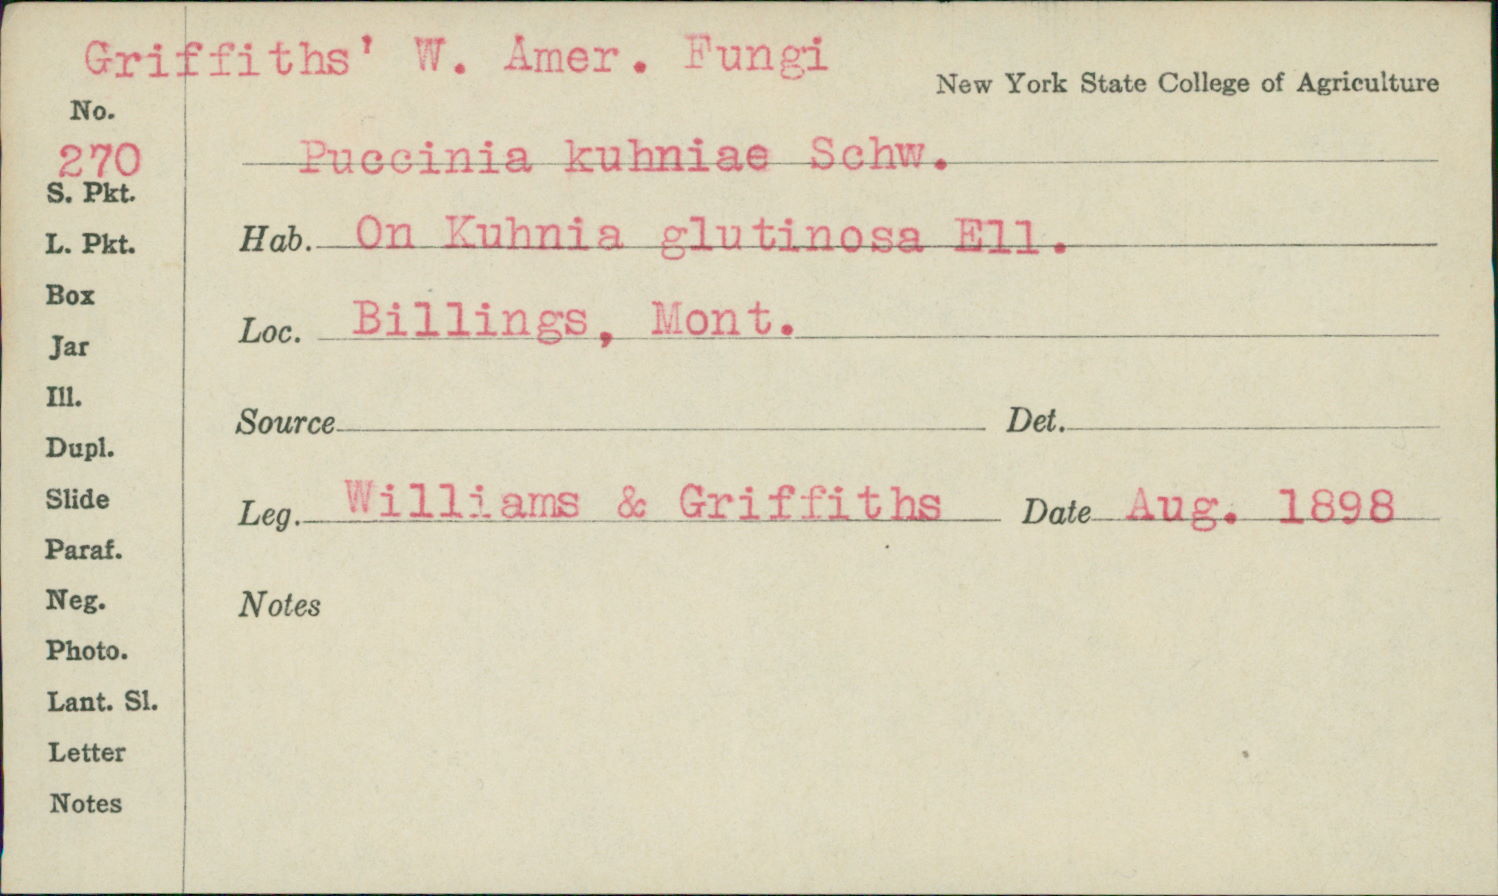 Griffiths' W. Amer. Fungi
New York State College of Agriculture
No.
270
Puccinia kuhniae Schw.
S. Pkt.
L. Pkt.
Hab. On Kuhnia glutinosa Ell.
Box
Loc. Billings, Mont.
Jar
Ill.
Source Det.
Dupl.
Slide
Leg. Williams & Griffiths Date Aug. 1898
Paraf.
Neg.
Notes
Photo.
Lant. Sl.
Letter
Notes